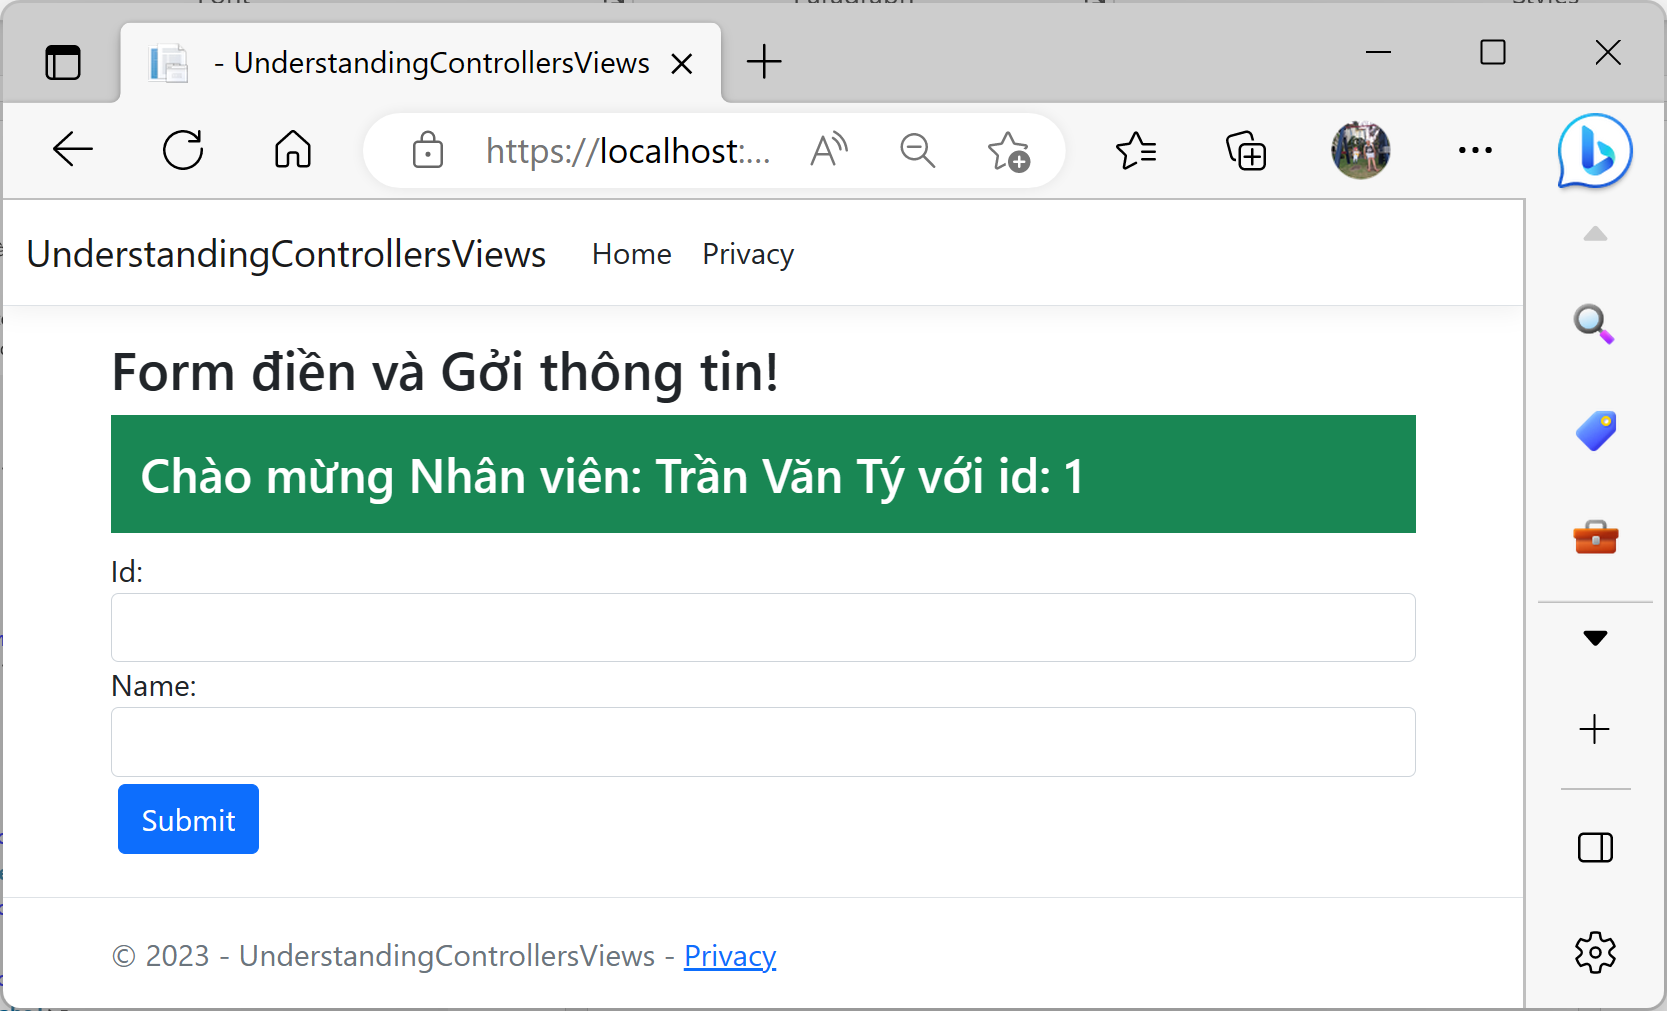 - UnderstandingControllersViews
https://localhost:...
UnderstandingControllersViews Home Privacy
Form điền và Gởi thông tin!
Chào mừng Nhân viên: Trần Văn Tý với id: 1
Id:
Name:
Submit
© 2023 - UnderstandingControllersViews - Privacy